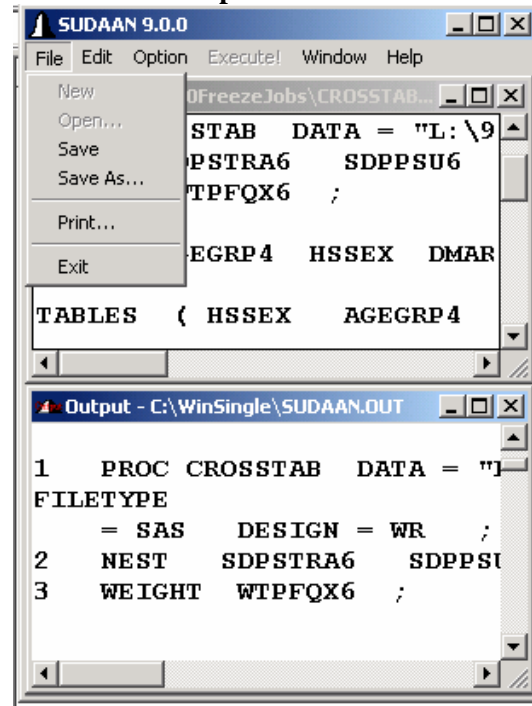 SUDAAN 9.0.0
File Edit Option Execute! Window Help
New
Open...
Save
Save As...
Print...
Exit
0FreezeJobs\CROSSTAB...
STAB DATA = "L:\9
PSTRA6 SDPPSU6
TPFQX6 ;
EGRP4 HSSEX DMAR
TABLES ( HSSEX AGEGRP4
Output - C:\WinSingle\SUDAAN.OUT
1 PROC CROSSTAB DATA = "
FILETYPE
= SAS DESIGN = WR ;
2 NEST SDPSTRA6 SDPPSU
3 WEIGHT WTPFQX6 ;